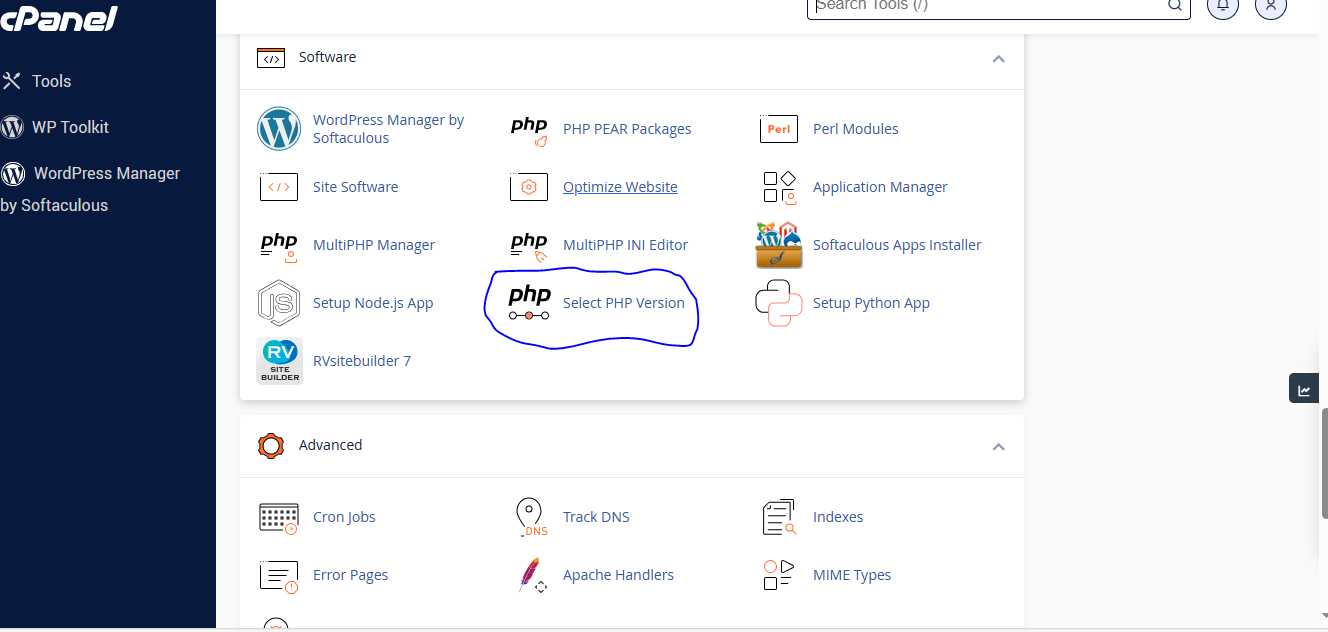 cPanel
Search Tools (/)
Tools
WP Toolkit
WordPress Manager
by Softaculous
Software
WordPress Manager by
Softaculous
php
PHP PEAR Packages
Perl
Perl Modules
Site Software
Optimize Website
Application Manager
php
MultiPHP Manager
php
MultiPHP INI Editor
Softaculous Apps Installer
JS
Setup Node.js App
php
Select PHP Version
Setup Python App
RV
SITE
BUILDER
RVsitebuilder 7
Advanced
Cron Jobs
DNS
Track DNS
Indexes
Error Pages
Apache Handlers
MIME Types